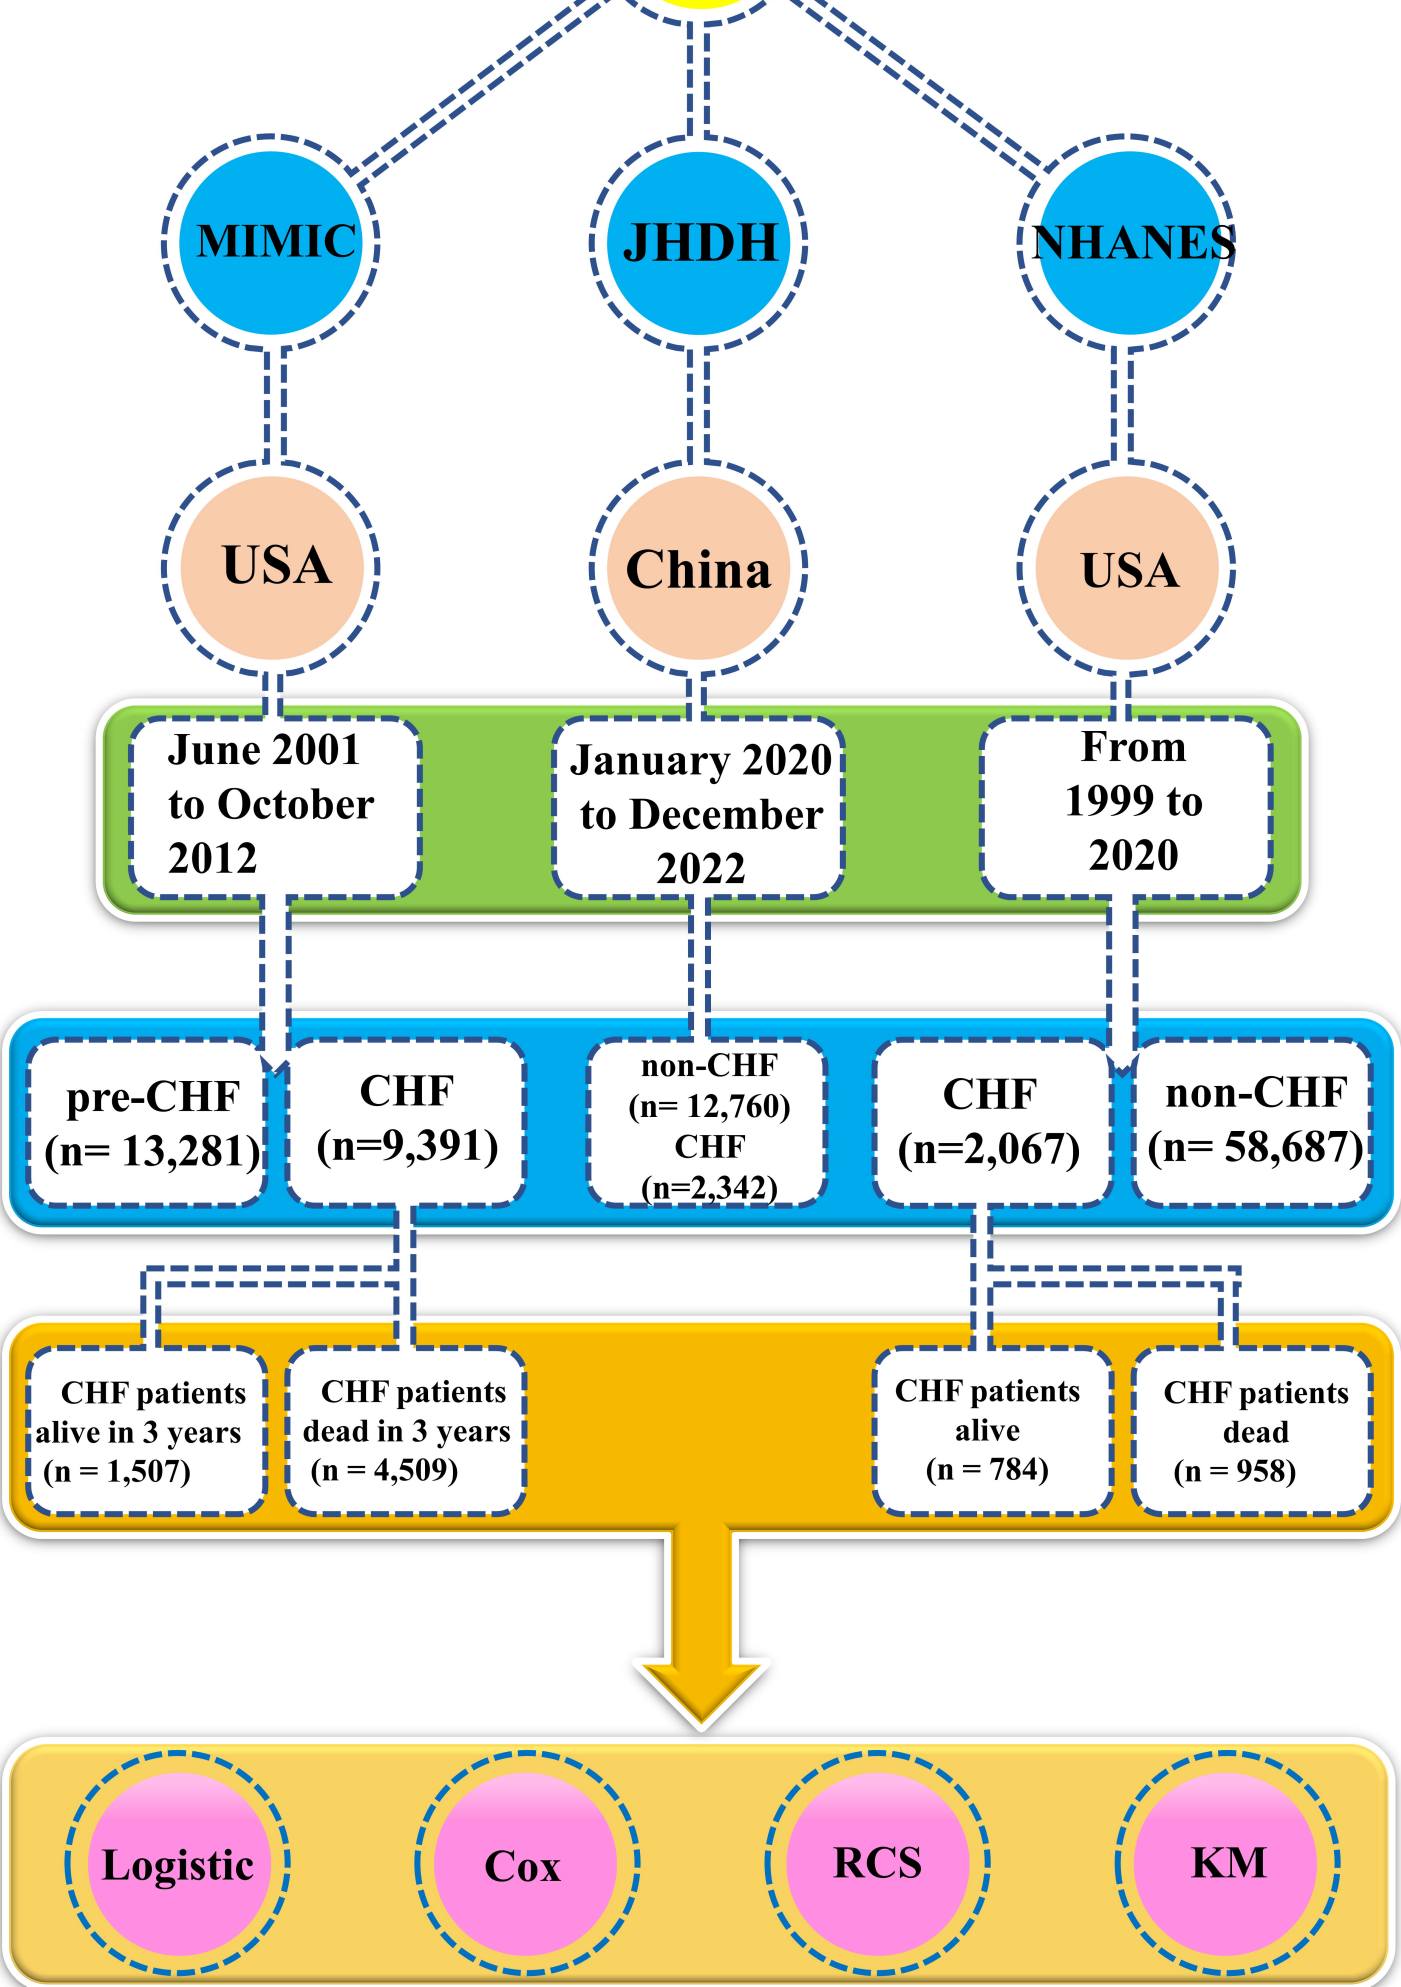 MIMIC
JHDH
NHANES
USA
China
USA
June 2001
to October
2012
January 2020
to December
2022
From
1999 to
2020
pre-CHF
(n= 13,281)
CHF
(n=9,391)
non-CHF
(n= 12,760)
CHF
(n=2,342)
CHF
(n=2,067)
non-CHF
(n= 58,687)
CHF patients
alive in 3 years
(n = 1,507)
CHF patients
dead in 3 years
(n = 4,509)
CHF patients
alive
(n = 784)
CHF patients
dead
(n = 958)
Logistic
Cox
RCS
KM